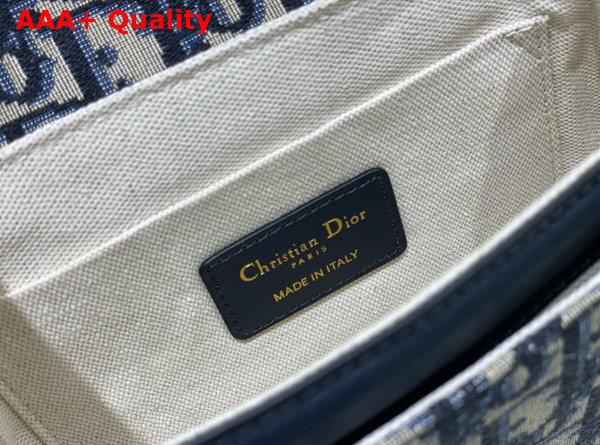 AAA+ Quality
Christian Dior
PARIS
MADE IN ITALY